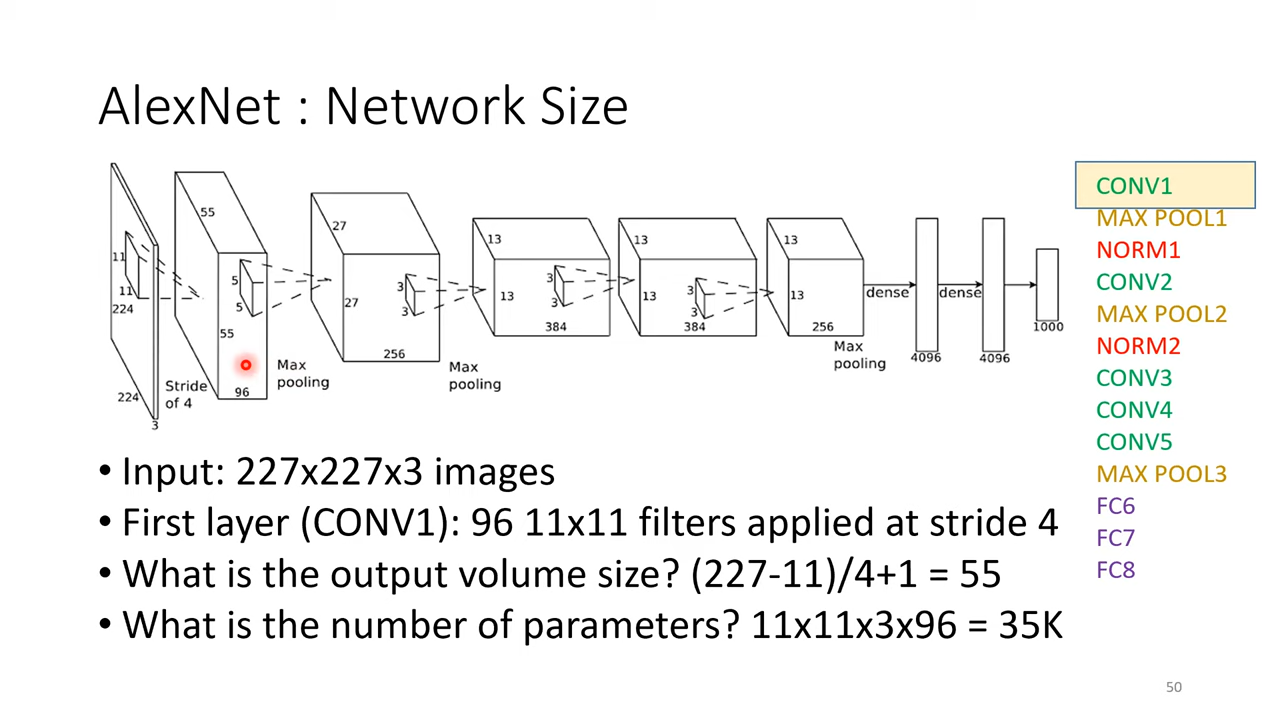 AlexNet : Network Size
11
11
224
224
3
Stride
of 4
55
5
5
55
96
Max
pooling
27
27
256
3
3
Max
pooling
13
13
384
3
3
13
13
384
3
3
13
13
256
Max
pooling
dense
4096
dense
4096
1000
CONV1
MAX POOL1
NORM1
CONV2
MAX POOL2
NORM2
CONV3
CONV4
CONV5
MAX POOL3
FC6
FC7
FC8
• Input: 227x227x3 images
• First layer (CONV1): 96 11x11 filters applied at stride 4
• What is the output volume size? (227-11)/4+1 = 55
• What is the number of parameters? 11x11x3x96 = 35K
50